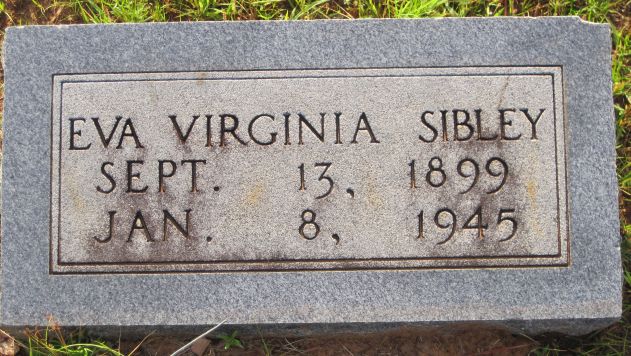 EVA VIRGINIA SIBLEY
SEPT. 13, 1899
JAN. 8, 1945